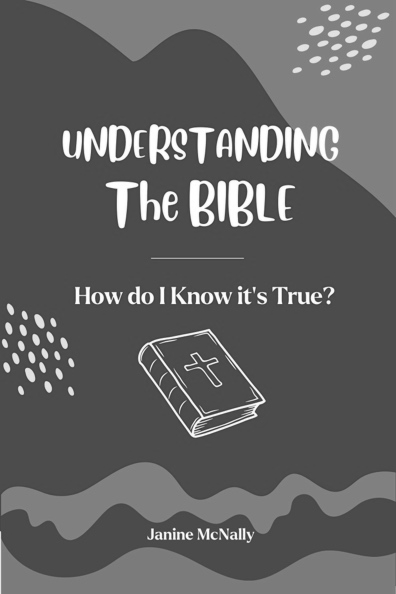 UNDERSTANDING
The BIBLE
How do I Know it's True?
Janine McNally